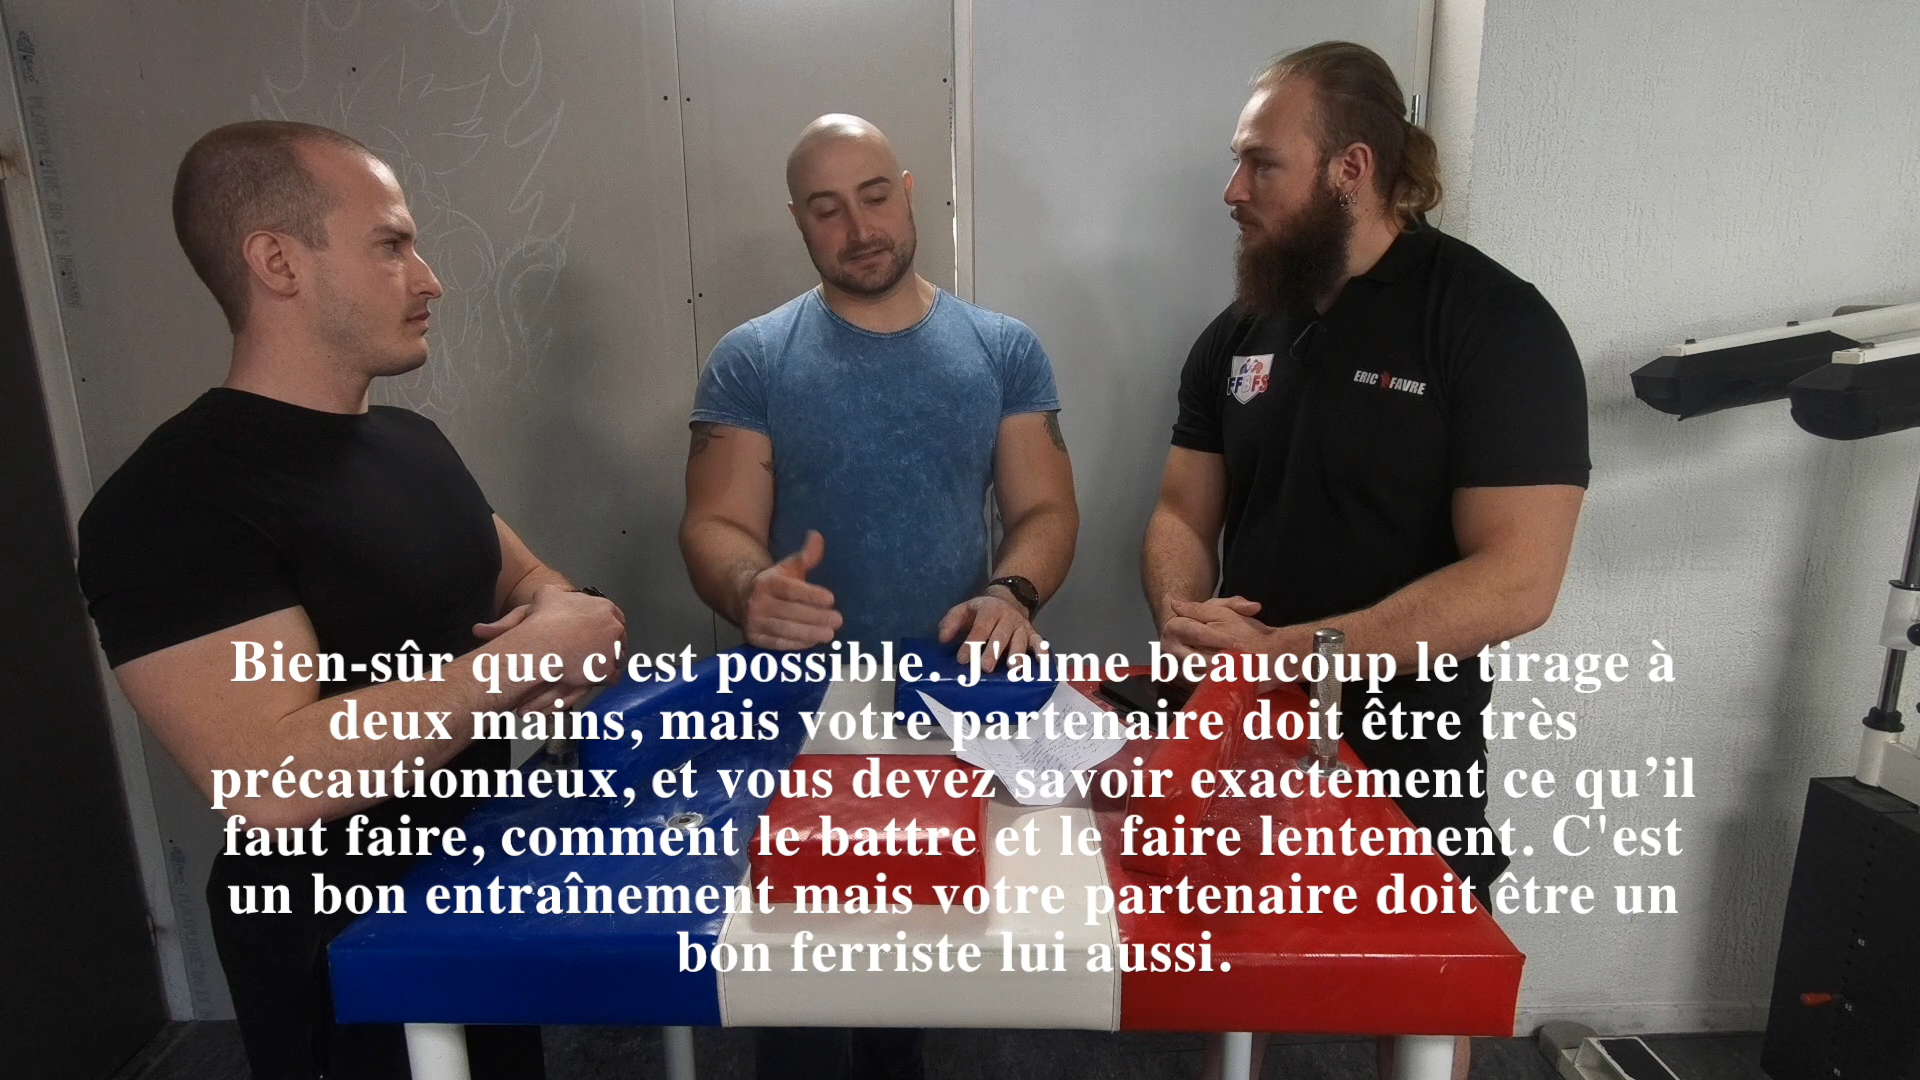 FFBFS
ERIC FAVRE
Bien-sûr que c'est possible. J'aime beaucoup le tirage à
deux mains, mais votre partenaire doit être très
précautionneux, et vous devez savoir exactement ce qu’il
faut faire, comment le battre et le faire lentement. C'est
un bon entraînement mais votre partenaire doit être un
bon ferriste lui aussi.